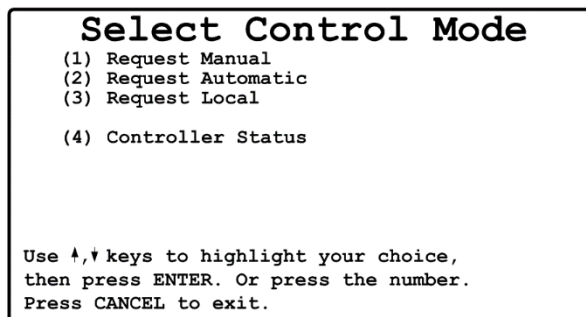 Select Control Mode
(1) Request Manual
(2) Request Automatic
(3) Request Local
(4) Controller Status
Use ↑,↓ keys to highlight your choice,
then press ENTER. Or press the number.
Press CANCEL to exit.